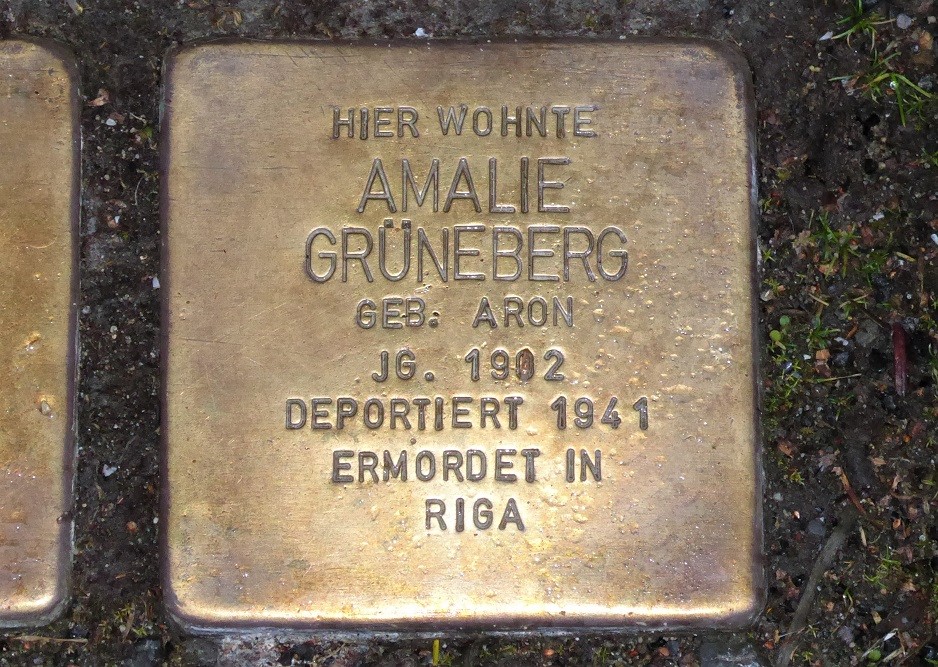 HIER WOHNTE
AMALIE
GRÜNEBERG
GEB. ARON
JG. 1902
DEPORTIERT 1941
ERMORDET IN
RIGA